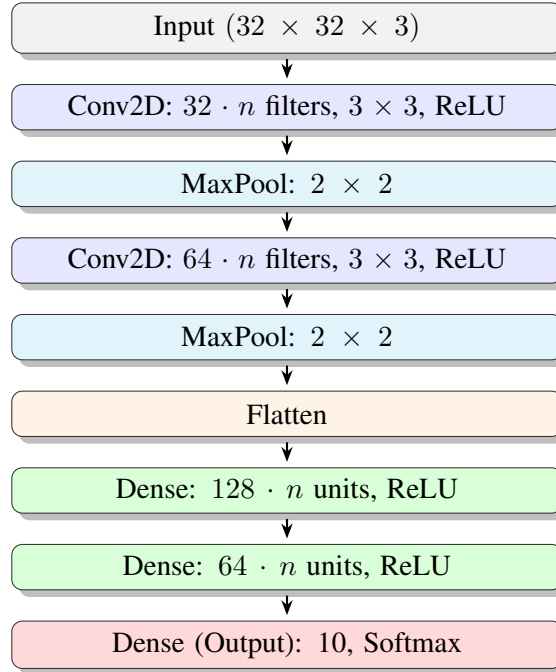 Input (32 × 32 × 3)
Conv2D: 32 · n filters, 3 × 3, ReLU
MaxPool: 2 × 2
Conv2D: 64 · n filters, 3 × 3, ReLU
MaxPool: 2 × 2
Flatten
Dense: 128 · n units, ReLU
Dense: 64 · n units, ReLU
Dense (Output): 10, Softmax